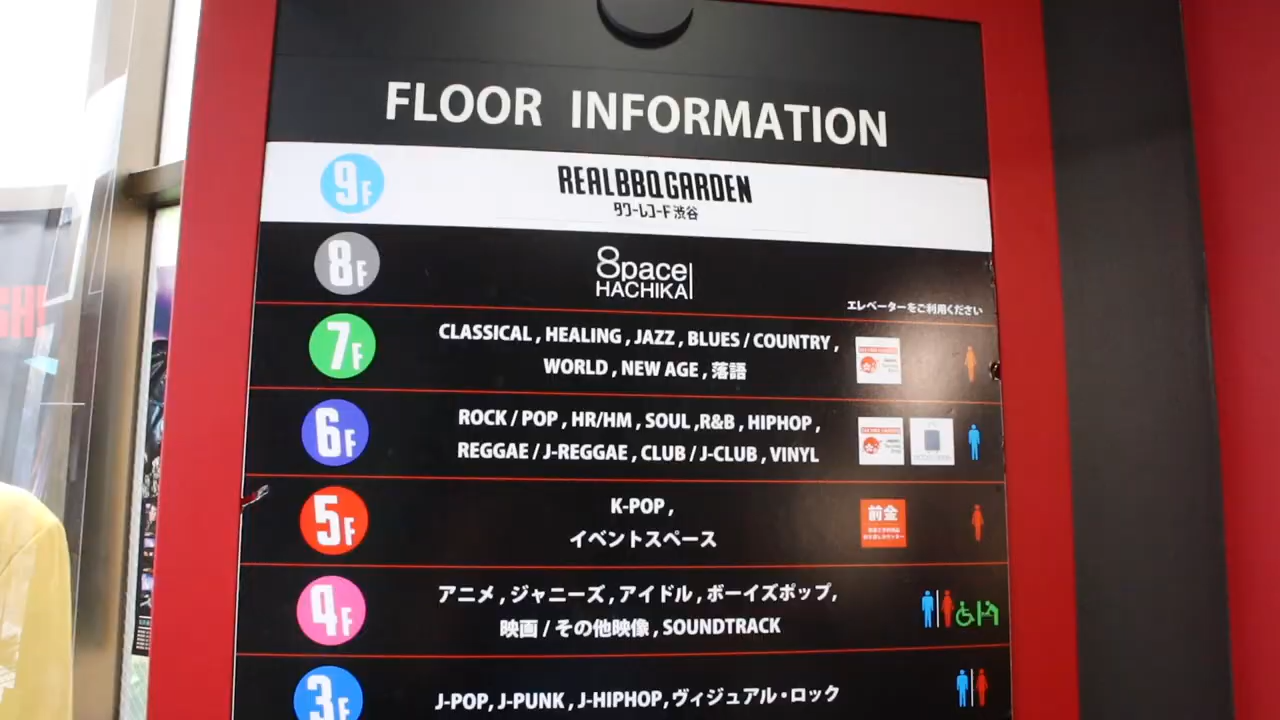 FLOOR INFORMATION
9F
REALBBQGARDEN
タワーレコード渋谷
8F
8pace
HACHIKAI
エレベーターをご利用ください
7F
CLASSICAL , HEALING , JAZZ , BLUES / COUNTRY ,
WORLD , NEW AGE , 落語
6F
ROCK / POP , HR/HM , SOUL ,R&B , HIPHOP ,
REGGAE / J-REGGAE , CLUB / J-CLUB , VINYL
5F
K-POP ,
イベントスペース
前金
4F
アニメ , ジャニーズ , アイドル , ボーイズポップ,
映画 / その他映像 , SOUNDTRACK
3F
J-POP, J-PUNK , J-HIPHOP, ヴィジュアル・ロック